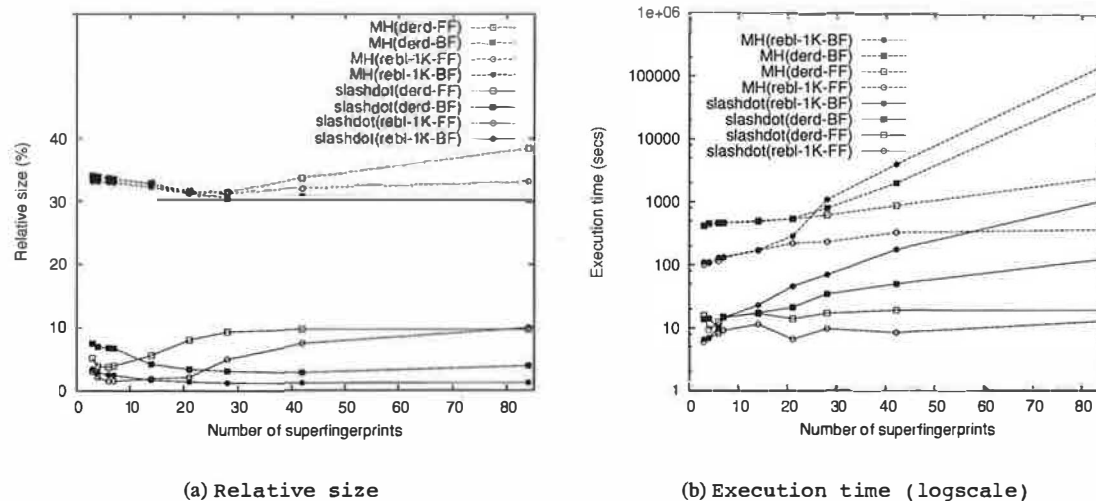 MH(derd-FF)
MH(derd-BF)
MH(rebl-1K-FF)
MH(rebl-1K-BF)
slashdot(derd-FF)
slashdot(derd-BF)
slashdot(rebl-1K-FF)
slashdot(rebl-1K-BF)
40
30
20
10
0
Relative size (%)
0 10 20 30 40 50 60 70 80
Number of superfingerprints
(a) Relative size
1e+06
100000
10000
1000
100
10
1
Execution time (secs)
MH(rebl-1K-BF)
MH(derd-BF)
MH(derd-FF)
MH(rebl-1K-FF)
slashdot(rebl-1K-BF)
slashdot(derd-BF)
slashdot(derd-FF)
slashdot(rebl-1K-FF)
0 10 20 30 40 50 60 70 80
Number of superfingerprints
(b) Execution time (logscale)